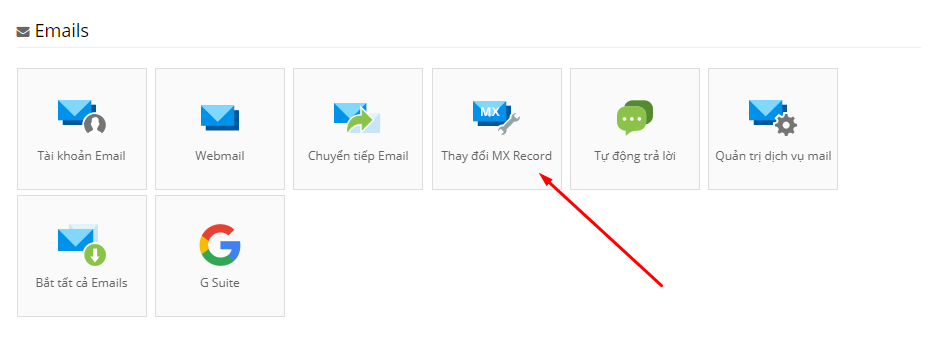 Emails
Tài khoản Email
Webmail
Chuyển tiếp Email
MX
Thay đổi MX Record
Tự động trả lời
Quản trị dịch vụ mail
Bắt tất cả Emails
G Suite